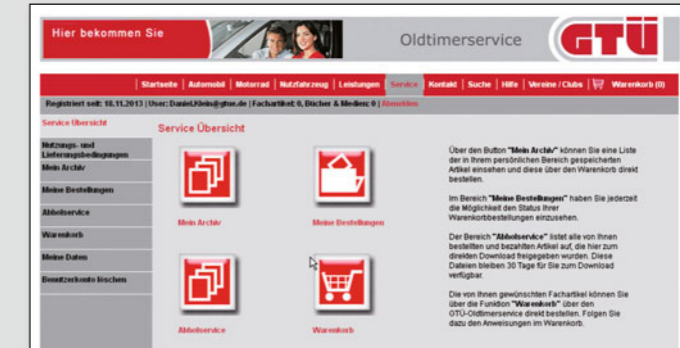 Hier bekommen Sie
Oldtimerservice
GTÜ
Startseite | Automobil | Motorrad | Nutzfahrzeug | Leistungen | Service | Kontakt | Suche | Hilfe | Vereine / Clubs | Warenkorb (0)
Registriert seit: 18.11.2013 | User: Daniel.Klein@gtue.de | Fachartikel: 0, Bücher & Medien: 0 | Abmelden
Service Übersicht
Nutzungs- und
Lieferungsbedingungen
Mein Archiv
Meine Bestellungen
Abholservice
Warenkorb
Meine Daten
Benutzerkonto löschen
Service Übersicht
Mein Archiv
Meine Bestellungen
Abholservice
Warenkorb
Über den Button "Mein Archiv" können Sie eine Liste
der in Ihrem persönlichen Bereich gespeicherten
Artikel einsehen und diese über den Warenkorb direkt
bestellen.
Im Bereich "Meine Bestellungen" haben Sie jederzeit
die Möglichkeit den Status Ihrer
Warenkorbbestellungen einzusehen.
Der Bereich "Abholservice" listet alle von Ihnen
bestellten und bezahlten Artikel auf, die hier zum
direkten Download freigegeben wurden. Diese
Dateien bleiben 30 Tage für Sie zum Download
verfügbar.
Die von Ihnen gewünschten Fachartikel können Sie
über die Funktion "Warenkorb" über den
GTÜ-Oldtimerservice direkt bestellen. Folgen Sie
dazu den Anweisungen im Warenkorb.